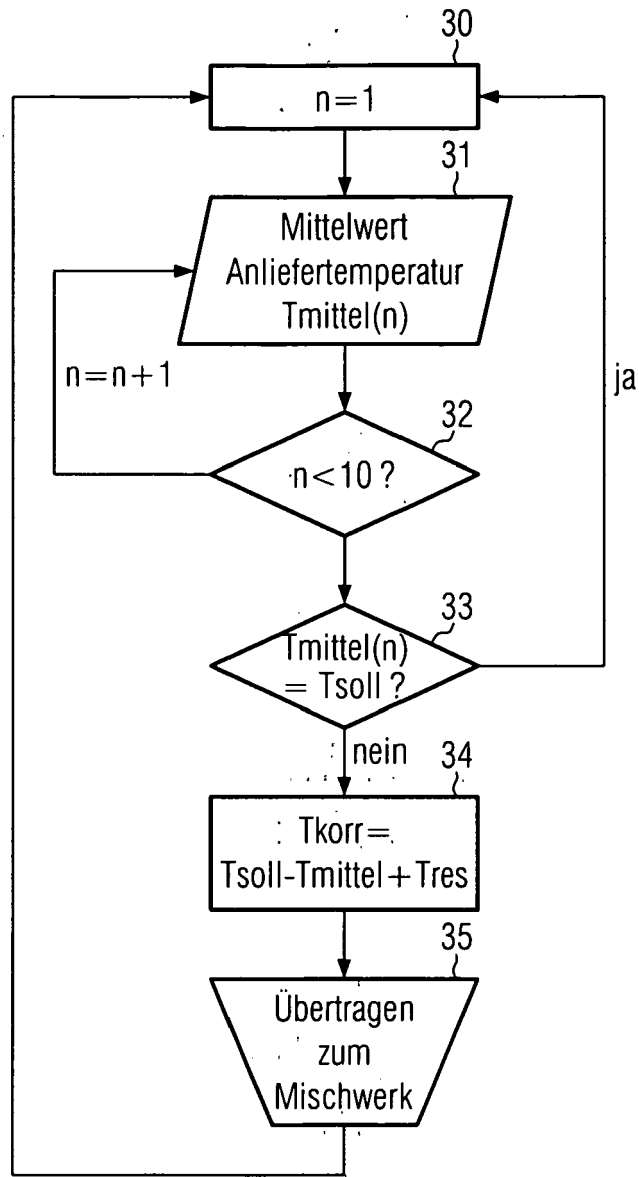 30
n=1
31
Mittelwert
Anliefertemperatur
Tmittel(n)
n=n+1
ja
32
n<10?
33
Tmittel(n)
= Tsoll?
nein
34
Tkorr=
Tsoll-Tmittel+Tres
35
Übertragen
zum
Mischwerk